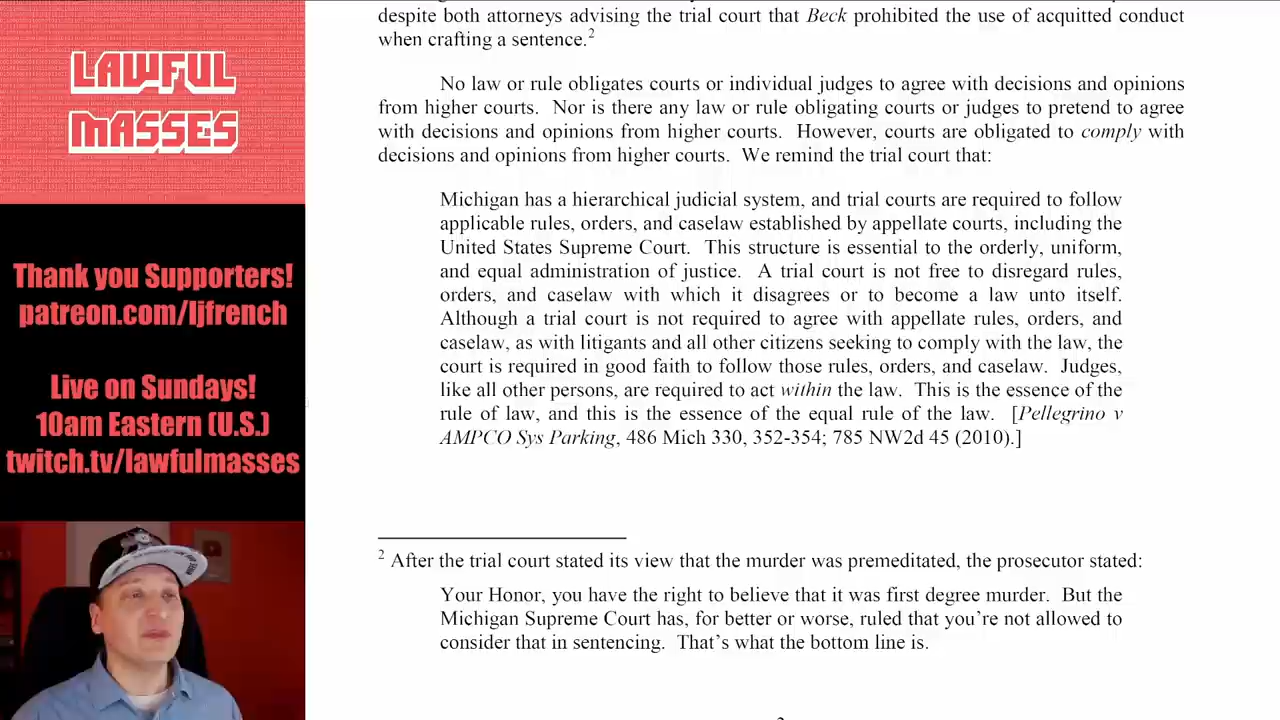 LAWFUL
MASSES
Thank you Supporters!
patreon.com/ljfrench
Live on Sundays!
10am Eastern (U.S.)
twitch.tv/lawfulmasses
despite both attorneys advising the trial court that Beck prohibited the use of acquitted conduct
when crafting a sentence.2
No law or rule obligates courts or individual judges to agree with decisions and opinions
from higher courts. Nor is there any law or rule obligating courts or judges to pretend to agree
with decisions and opinions from higher courts. However, courts are obligated to comply with
decisions and opinions from higher courts. We remind the trial court that:
Michigan has a hierarchical judicial system, and trial courts are required to follow
applicable rules, orders, and caselaw established by appellate courts, including the
United States Supreme Court. This structure is essential to the orderly, uniform,
and equal administration of justice. A trial court is not free to disregard rules,
orders, and caselaw with which it disagrees or to become a law unto itself.
Although a trial court is not required to agree with appellate rules, orders, and
caselaw, as with litigants and all other citizens seeking to comply with the law, the
court is required in good faith to follow those rules, orders, and caselaw. Judges,
like all other persons, are required to act within the law. This is the essence of the
rule of law, and this is the essence of the equal rule of the law. [Pellegrino v
AMPCO Sys Parking, 486 Mich 330, 352-354; 785 NW2d 45 (2010).]
2 After the trial court stated its view that the murder was premeditated, the prosecutor stated:
Your Honor, you have the right to believe that it was first degree murder. But the
Michigan Supreme Court has, for better or worse, ruled that you're not allowed to
consider that in sentencing. That's what the bottom line is.